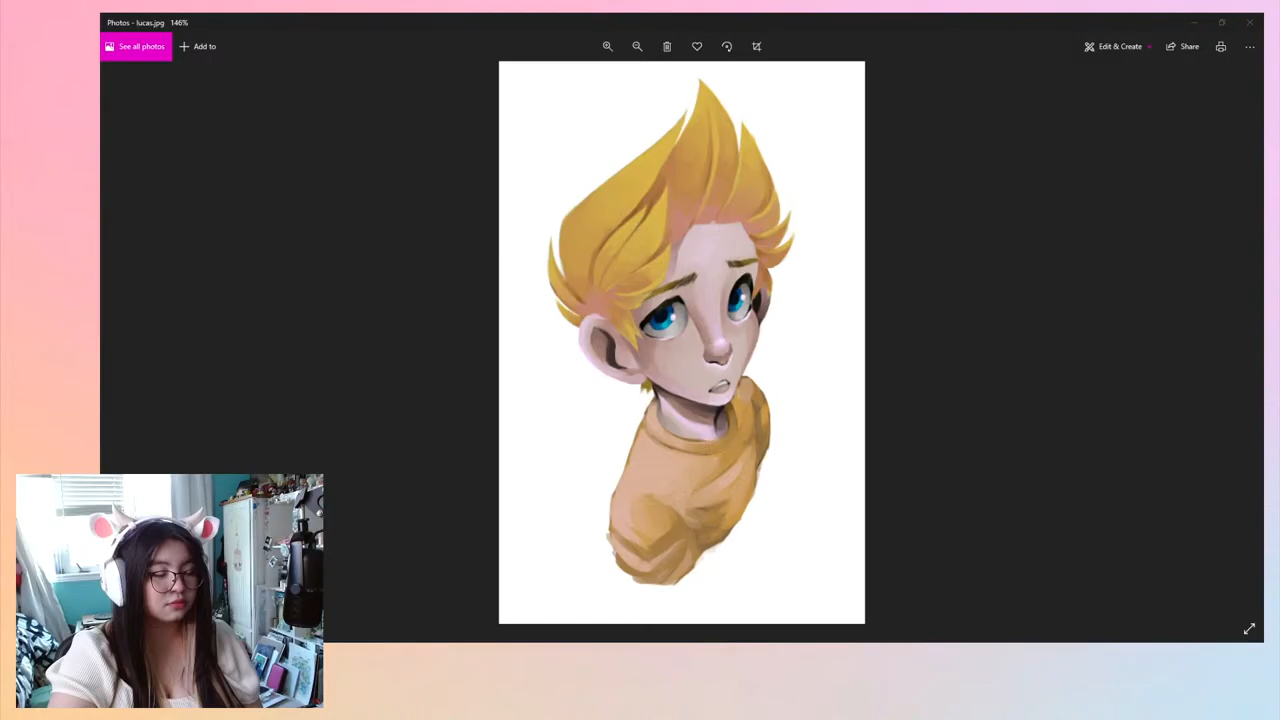 Photos - lucas.jpg 146%
See all photos
Add to
Edit & Create
Share